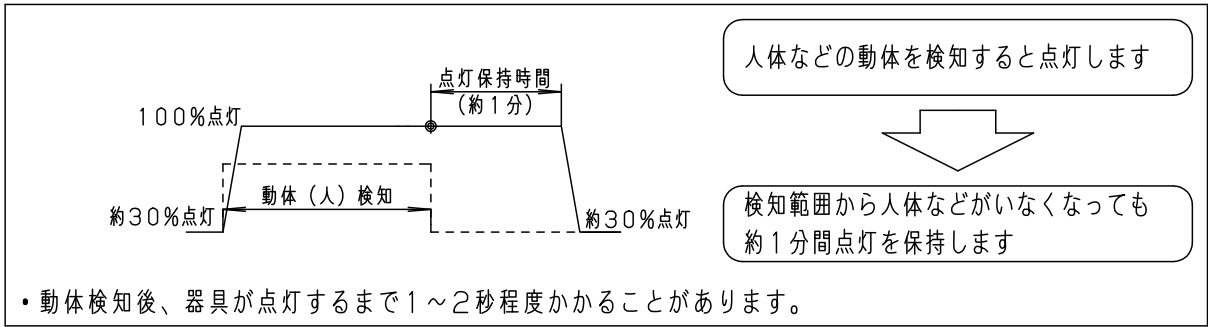 点灯保持時間
(約1分)
100%点灯
動体(人)検知
約30%点灯
約30%点灯
人体などの動体を検知すると点灯します
検知範囲から人体などがいなくなっても
約1分間点灯を保持します
・動体検知後、器具が点灯するまで1~2秒程度かかることがあります。